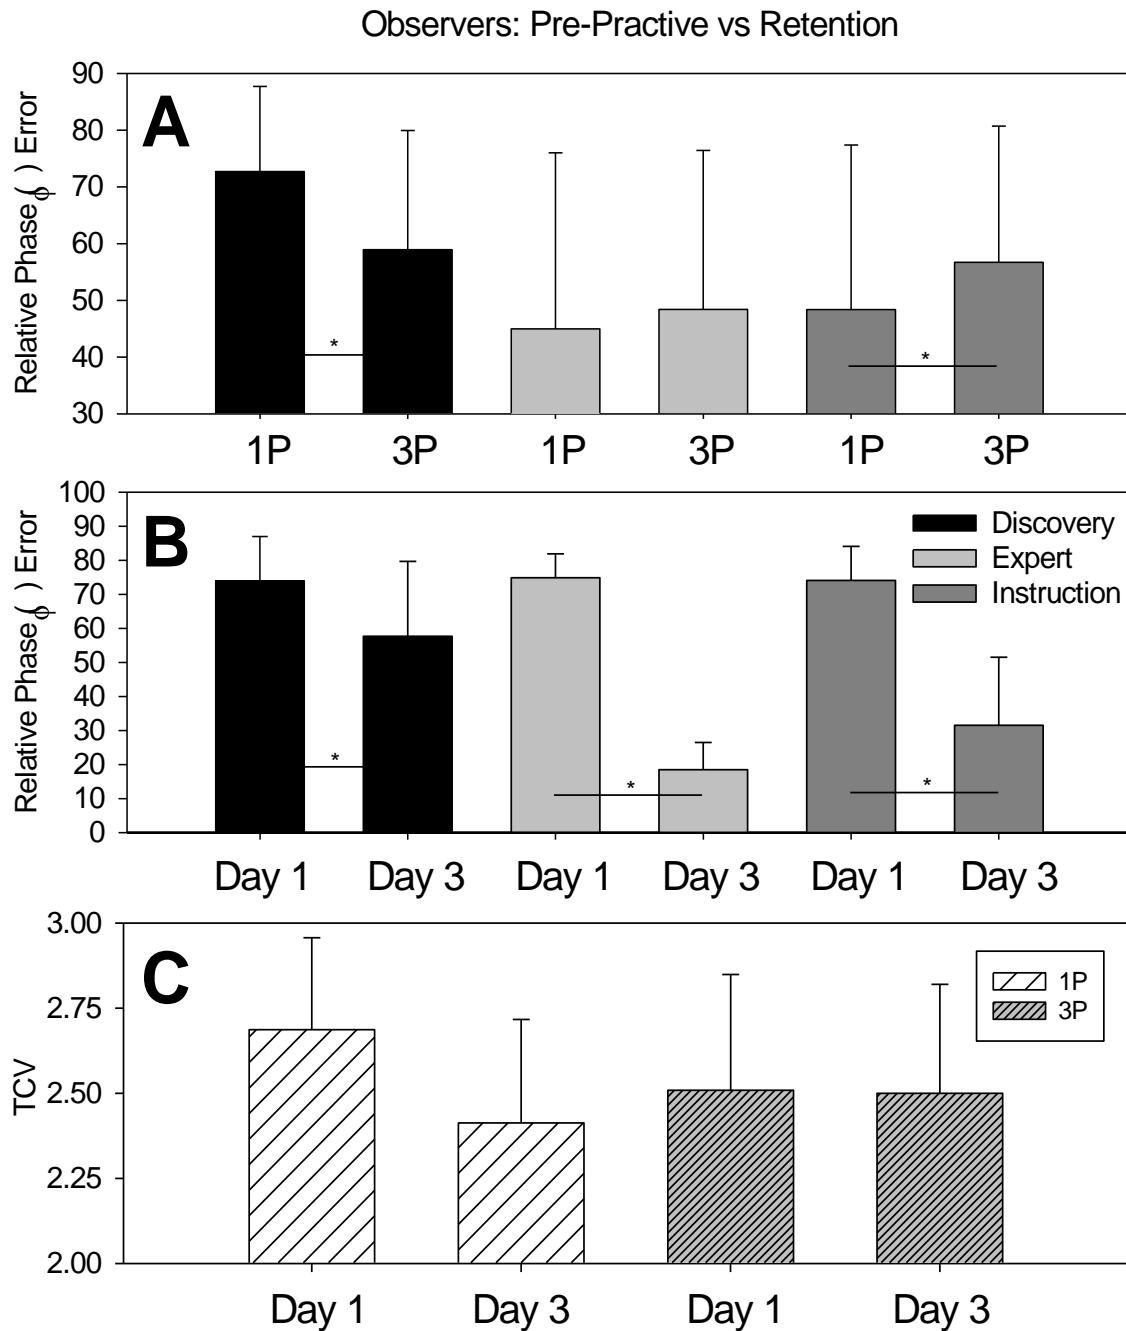 Observers: Pre-Practive vs Retention
A
Relative Phase (ϕ) Error
90
80
70
60
50
40
30
*
*
1P 3P 1P 3P 1P 3P
B
Relative Phase (ϕ) Error
100
90
80
70
60
50
40
30
20
10
0
Discovery
Expert
Instruction
*
*
*
Day 1 Day 3 Day 1 Day 3 Day 1 Day 3
C
TCV
3.00
2.75
2.50
2.25
2.00
1P
3P
Day 1 Day 3 Day 1 Day 3